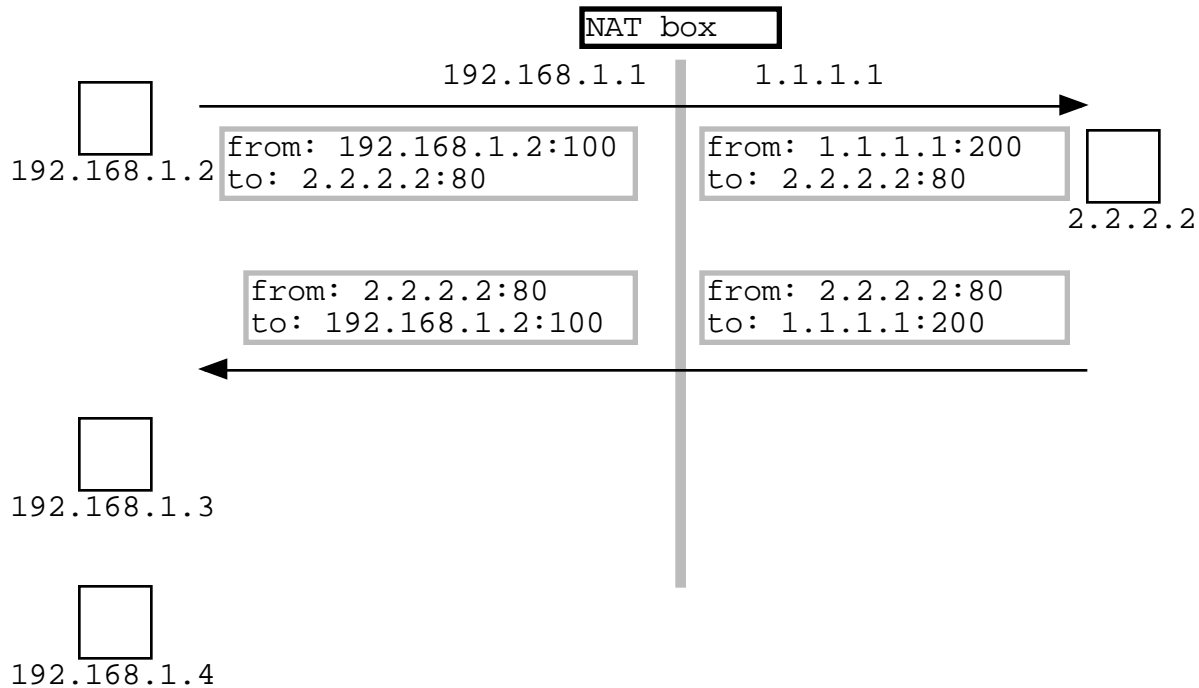 NAT box
192.168.1.1
1.1.1.1
192.168.1.2
from: 192.168.1.2:100
to: 2.2.2.2:80
from: 1.1.1.1:200
to: 2.2.2.2:80
2.2.2.2
from: 2.2.2.2:80
to: 192.168.1.2:100
from: 2.2.2.2:80
to: 1.1.1.1:200
192.168.1.3
192.168.1.4